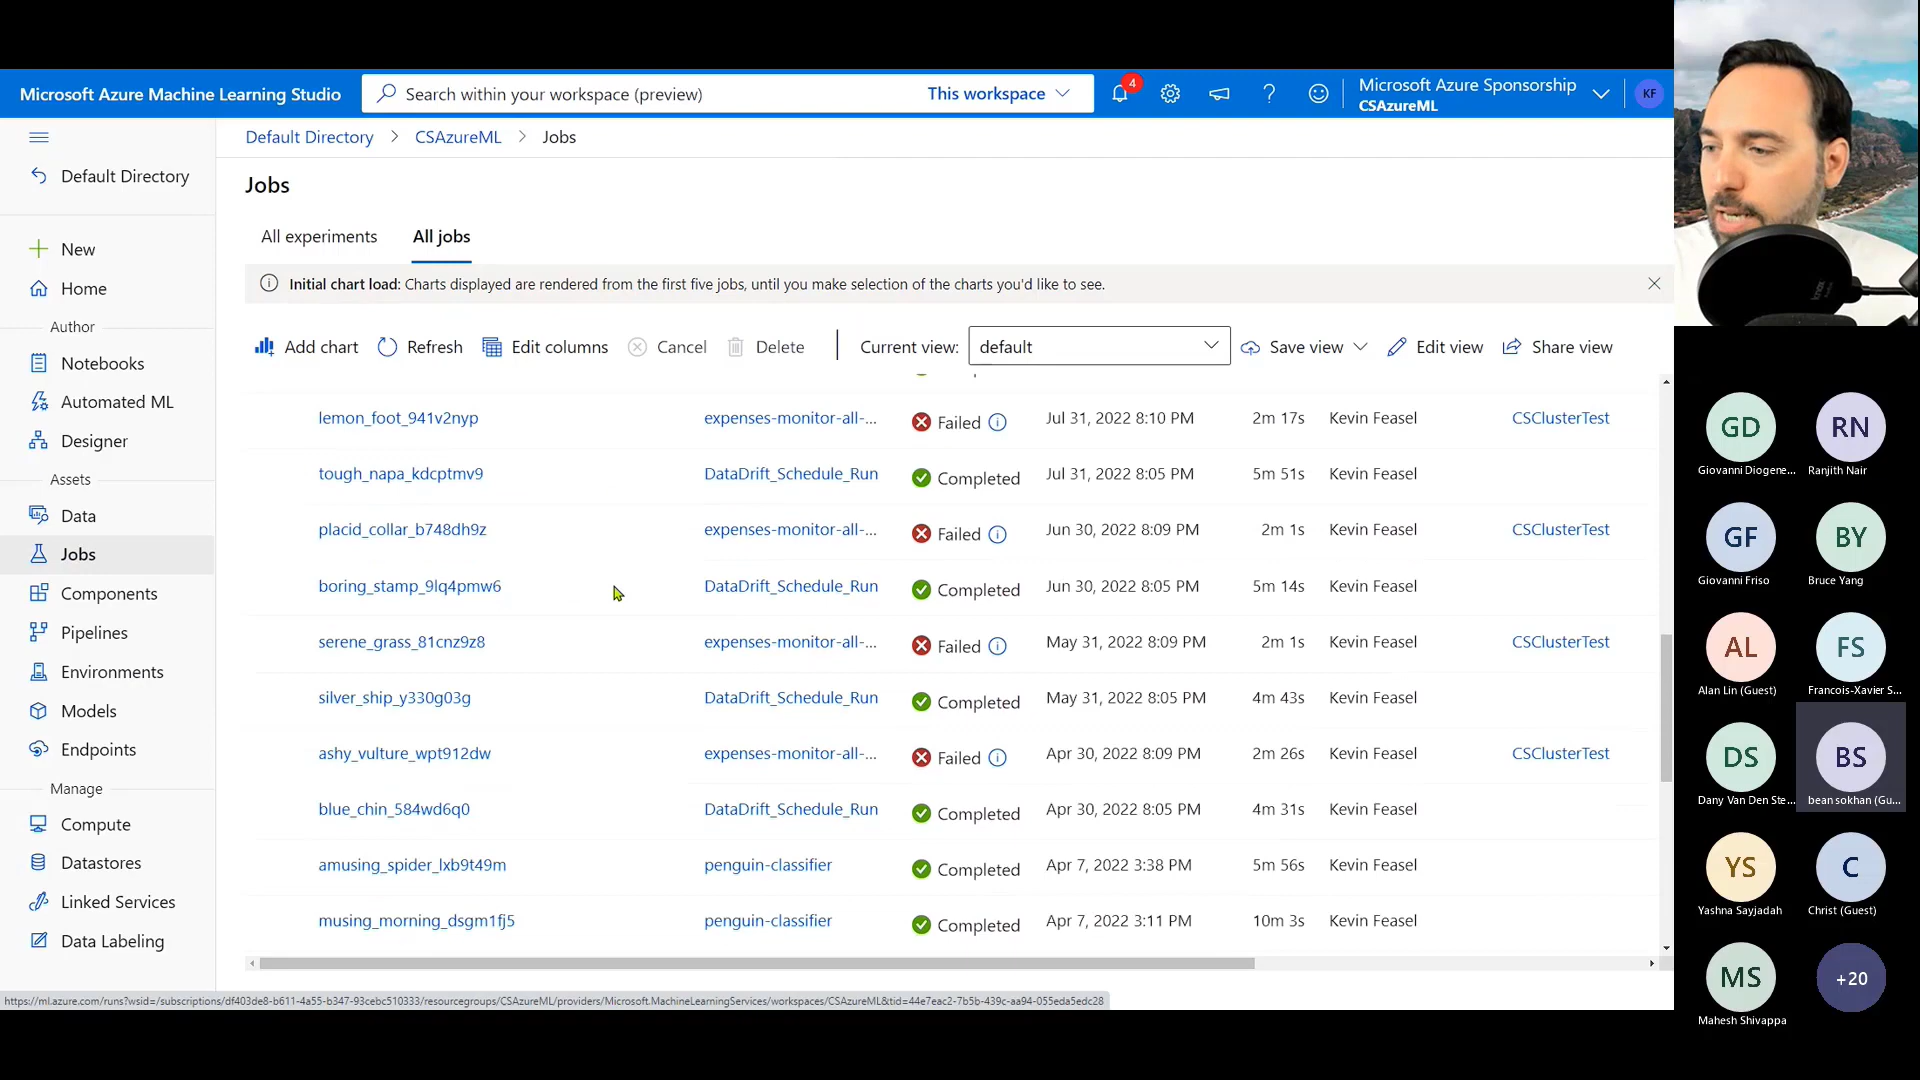 Microsoft Azure Machine Learning Studio
Search within your workspace (preview)
This workspace
4
Microsoft Azure Sponsorship
CSAzureML
KF
Default Directory > CSAzureML > Jobs
Default Directory
New
Home
Author
Notebooks
Automated ML
Designer
Assets
Data
Jobs
Components
Pipelines
Environments
Models
Endpoints
Manage
Compute
Datastores
Linked Services
Data Labeling
Jobs
All experiments
All jobs
Initial chart load: Charts displayed are rendered from the first five jobs, until you make selection of the charts you'd like to see.
Add chart Refresh Edit columns Cancel Delete Current view: default Save view Edit view Share view
lemon_foot_941v2nyp expenses-monitor-all-... Failed Jul 31, 2022 8:10 PM 2m 17s Kevin Feasel CSClusterTest
tough_napa_kdcptmv9 DataDrift_Schedule_Run Completed Jul 31, 2022 8:05 PM 5m 51s Kevin Feasel
placid_collar_b748dh9z expenses-monitor-all-... Failed Jun 30, 2022 8:09 PM 2m 1s Kevin Feasel CSClusterTest
boring_stamp_9lq4pmw6 DataDrift_Schedule_Run Completed Jun 30, 2022 8:05 PM 5m 14s Kevin Feasel
serene_grass_81cnz9z8 expenses-monitor-all-... Failed May 31, 2022 8:09 PM 2m 1s Kevin Feasel CSClusterTest
silver_ship_y330g03g DataDrift_Schedule_Run Completed May 31, 2022 8:05 PM 4m 43s Kevin Feasel
ashy_vulture_wpt912dw expenses-monitor-all-... Failed Apr 30, 2022 8:09 PM 2m 26s Kevin Feasel CSClusterTest
blue_chin_584wd6q0 DataDrift_Schedule_Run Completed Apr 30, 2022 8:05 PM 4m 31s Kevin Feasel
amusing_spider_lxb9t49m penguin-classifier Completed Apr 7, 2022 3:38 PM 5m 56s Kevin Feasel
musing_morning_dsgm1fj5 penguin-classifier Completed Apr 7, 2022 3:11 PM 10m 3s Kevin Feasel
https://ml.azure.com/runs?wsid=/subscriptions/df403de8-b611-4a55-b347-93cebc510333/resourcegroups/CSAzureML/providers/Microsoft.MachineLearningServices/workspaces/CSAzureML&tid=44e7eac2-7b5b-439c-aa94-055eda5edc28
GD RN
Giovanni Diogene... Ranjith Nair
GF BY
Giovanni Friso Bruce Yang
AL FS
Alan Lin (Guest) Francois-Xavier S...
DS BS
Dany Van Den Ste... bean sokhan (Gu...
YS C
Yashna Sayjadah Christ (Guest)
MS +20
Mahesh Shivappa